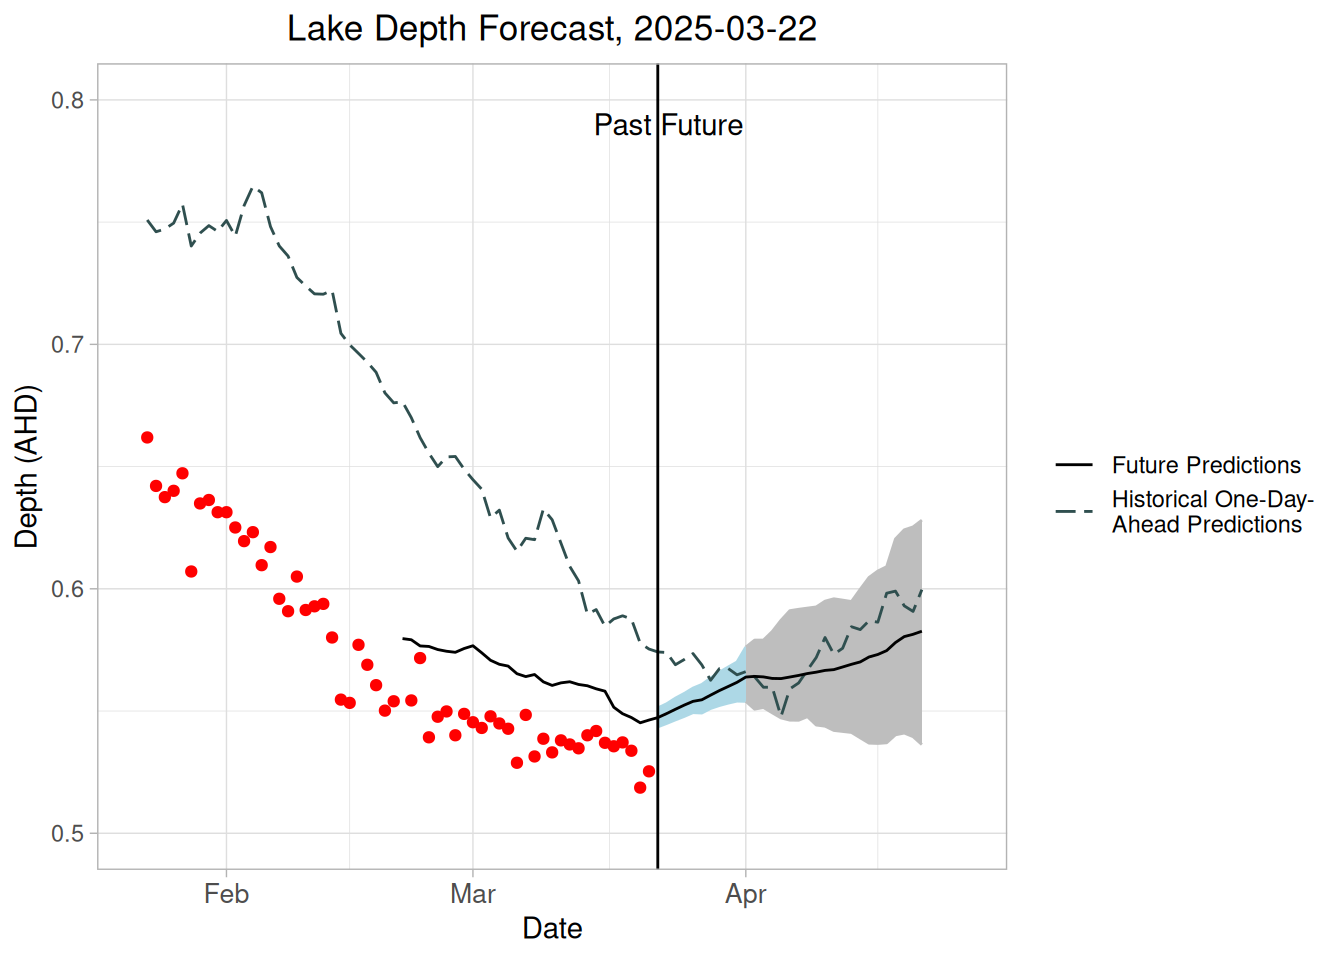 Lake Depth Forecast, 2025-03-22
Past Future
0.8
0.7
0.6
0.5
Depth (AHD)
Feb Mar Apr
Date
Future Predictions
Historical One-Day-
Ahead Predictions